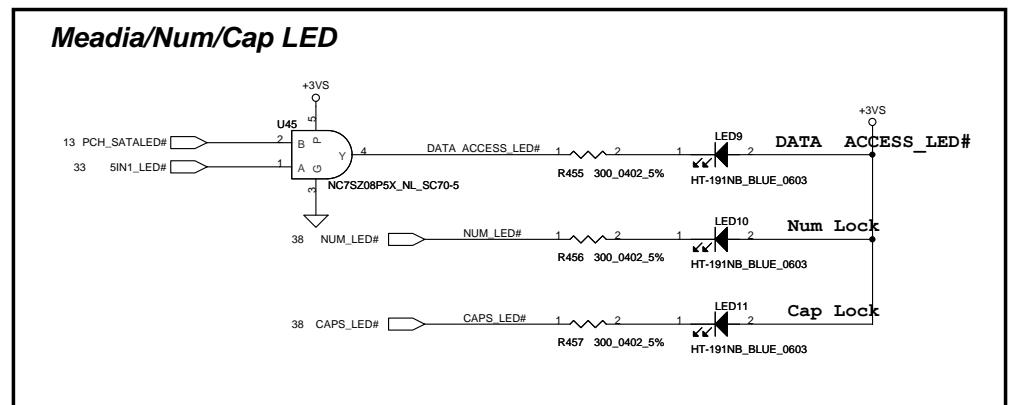 Meadia/Num/Cap LED
+3VS
+3VS
U45
5
13 PCH_SATALED#
2
B
P
Y
4
DATA_ACCESS_LED#
1
2
R455
300_0402_5%
LED9
1
2
HT-191NB_BLUE_0603
DATA ACCESS_LED#
33 5IN1_LED#
1
A
G
3
NC7SZ08P5X_NL_SC70-5
38 NUM_LED#
NUM_LED#
1
2
R456
300_0402_5%
LED10
1
2
HT-191NB_BLUE_0603
Num Lock
38 CAPS_LED#
CAPS_LED#
1
2
R457
300_0402_5%
LED11
1
2
HT-191NB_BLUE_0603
Cap Lock